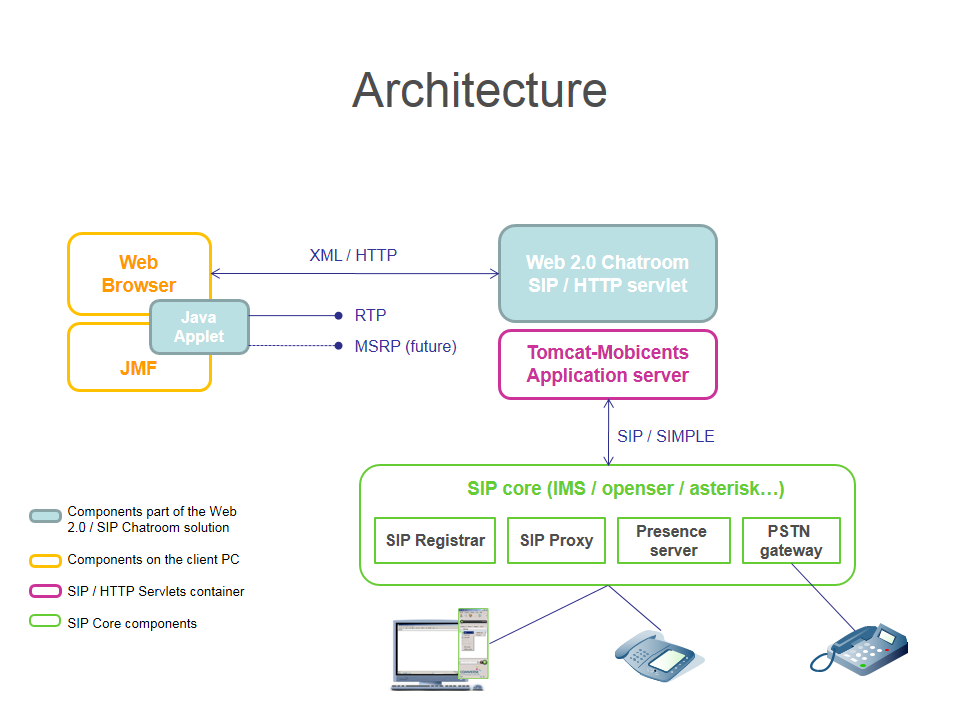 Architecture
Web
Browser
XML / HTTP
Web 2.0 Chatroom
SIP / HTTP servlet
Java
Applet
RTP
MSRP (future)
JMF
Tomcat-Mobicents
Application server
SIP / SIMPLE
SIP core (IMS / openser / asterisk…)
SIP Registrar
SIP Proxy
Presence
server
PSTN
gateway
Components part of the Web
2.0 / SIP Chatroom solution
Components on the client PC
SIP / HTTP Servlets container
SIP Core components